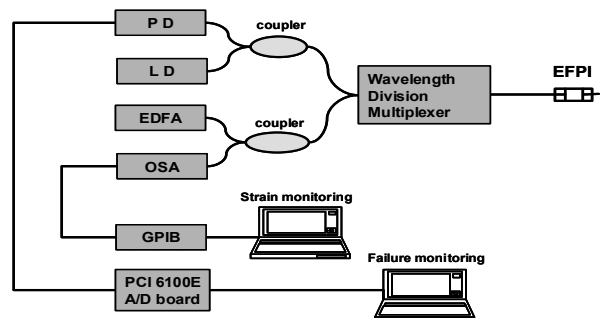 P D
coupler
L D
Wavelength
Division
Multiplexer
EFPI
EDFA
coupler
OSA
Strain monitoring
GPIB
Failure monitoring
PCI 6100E
A/D board